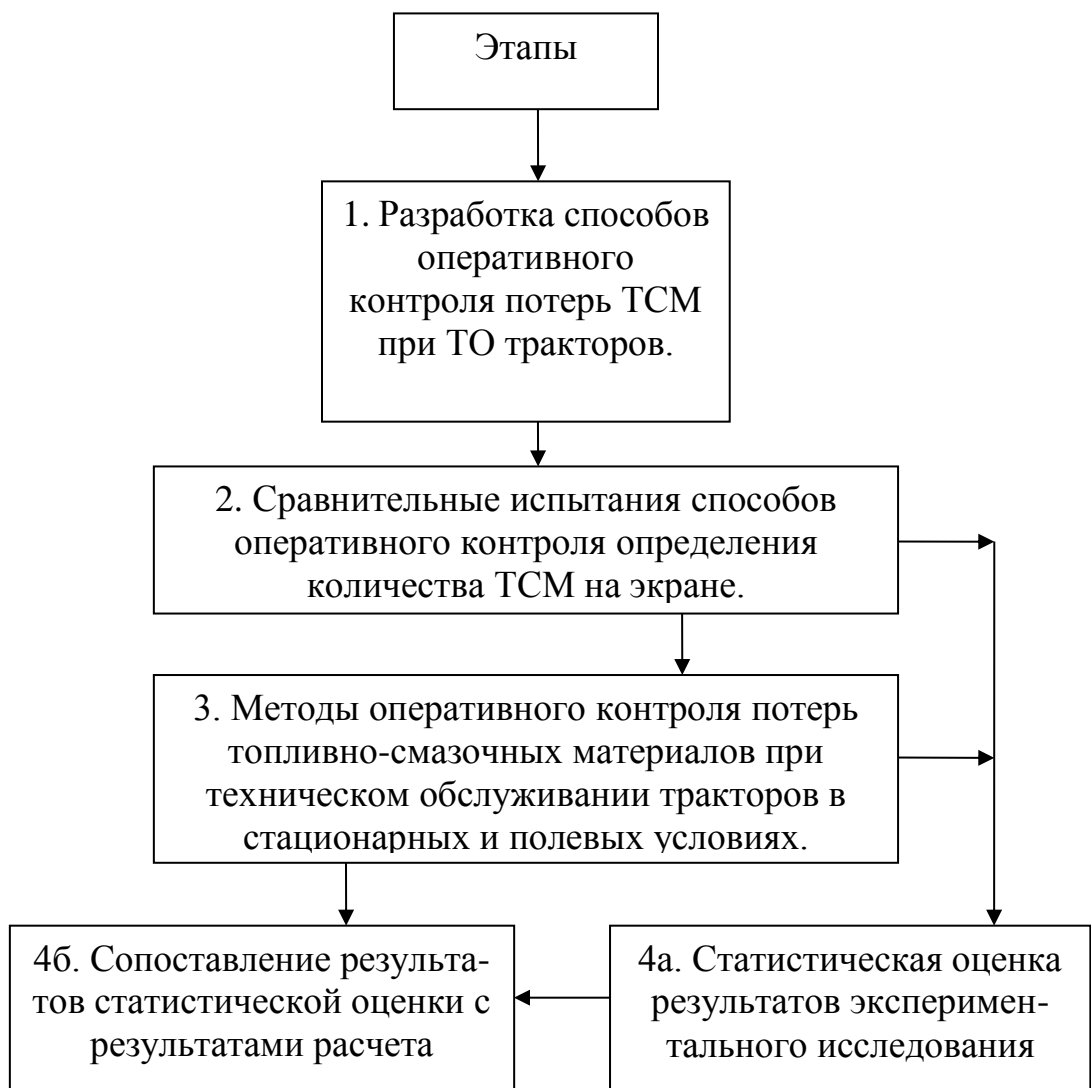 Этапы
1. Разработка способов
оперативного
контроля потерь ТСМ
при ТО тракторов.
2. Сравнительные испытания способов
оперативного контроля определения
количества ТСМ на экране.
3. Методы оперативного контроля потерь
топливно-смазочных материалов при
техническом обслуживании тракторов в
стационарных и полевых условиях.
4б. Сопоставление результа-
тов статистической оценки с
результатами расчета
4а. Статистическая оценка
результатов эксперимен-
тального исследования